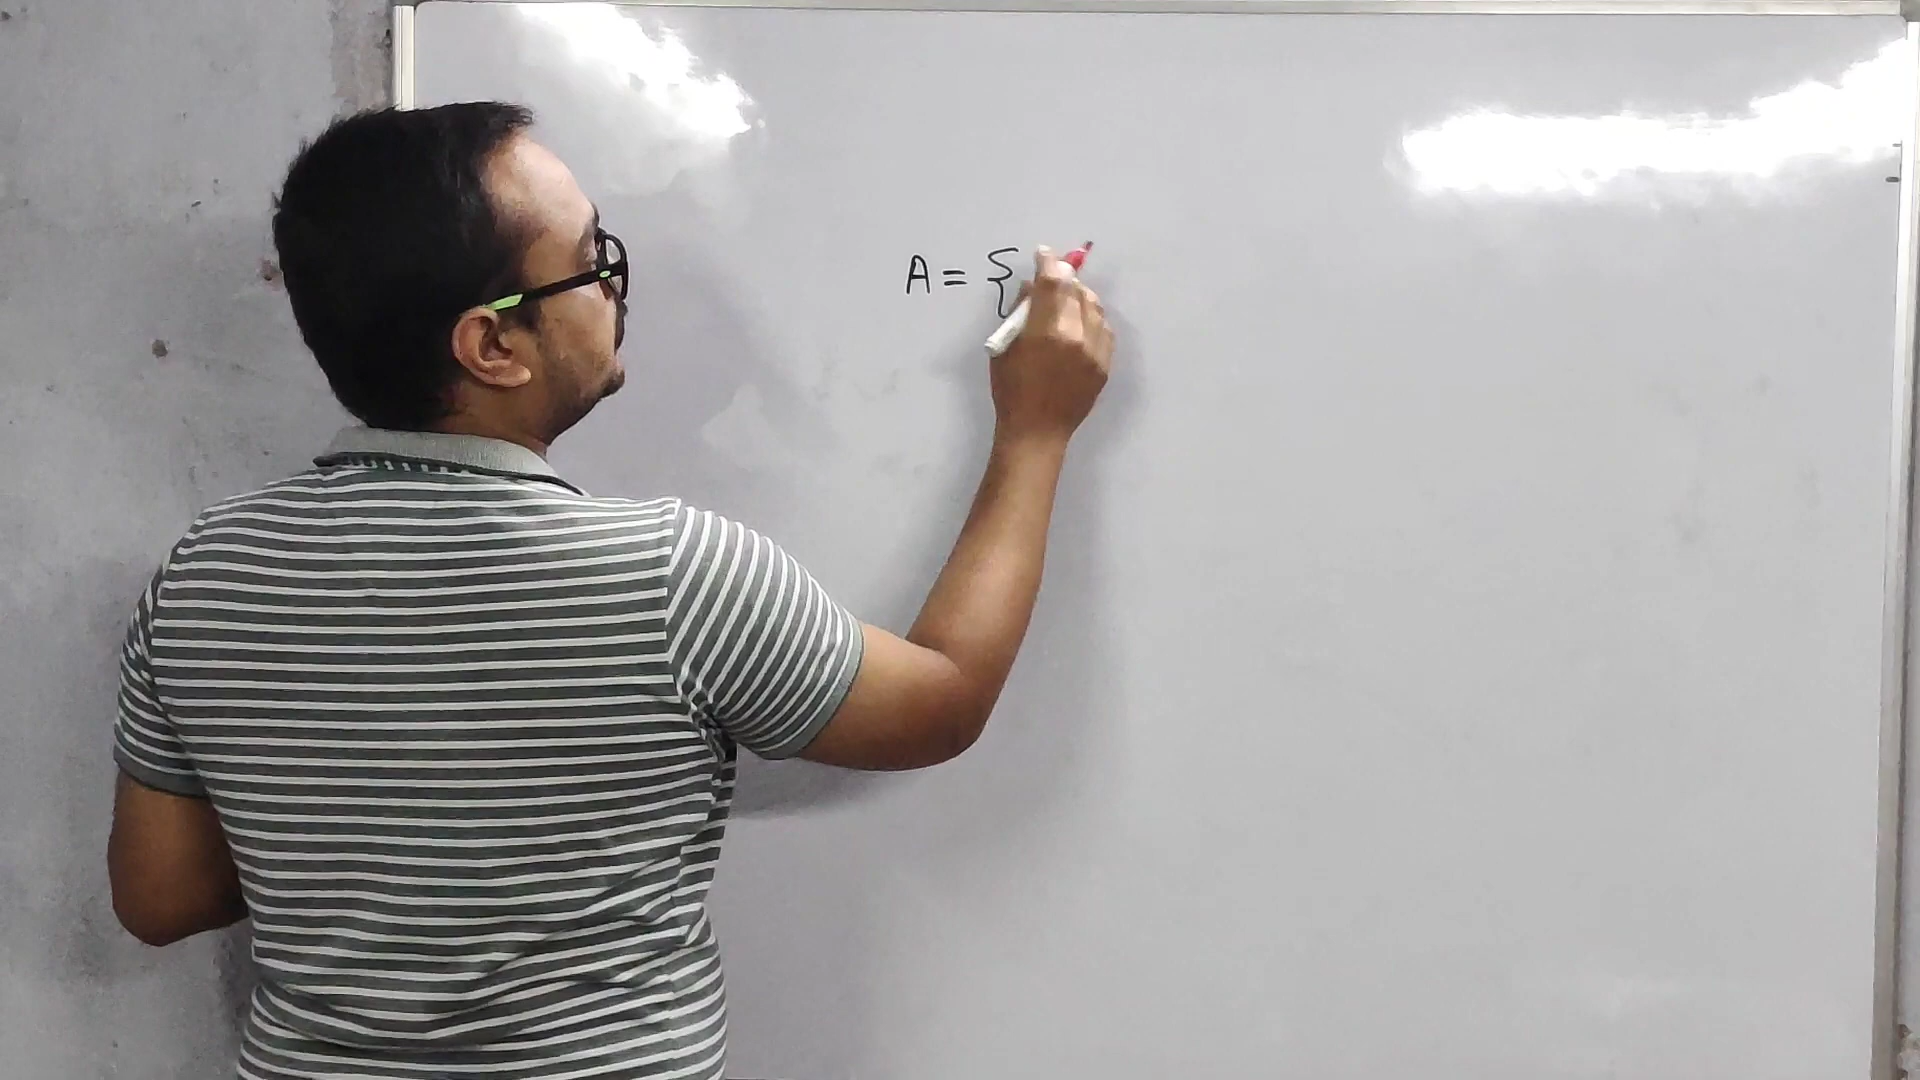 A = {